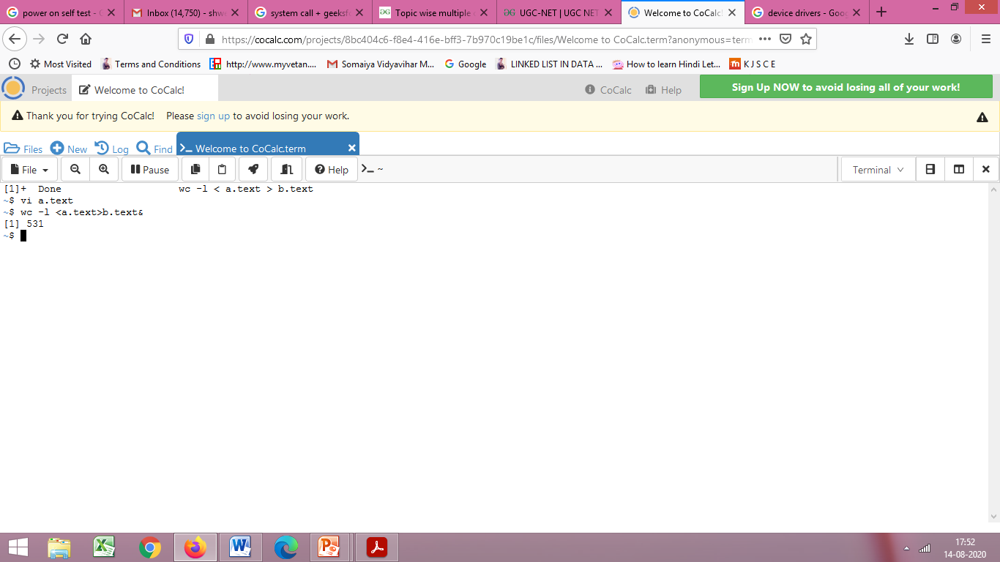 power on self test - G
Inbox (14,750) - shw
system call + geeksf
Topic wise multiple
UGC-NET | UGC NET
Welcome to CoCalc
device drivers - Goog
https://cocalc.com/projects/8bc404c6-f8e4-416e-bff3-7b970c19be1c/files/Welcome to CoCalc.term?anonymous=term
Most Visited
Terms and Conditions
http://www.myvetan....
Somaiya Vidyavihar M...
Google
LINKED LIST IN DATA ...
How to learn Hindi Let...
K J S C E
Projects
Welcome to CoCalc!
CoCalc
Help
Sign Up NOW to avoid losing all of your work!
Thank you for trying CoCalc! Please sign up to avoid losing your work.
Files
New
Log
Find
Welcome to CoCalc.term
File
Pause
Help
~
Terminal
[1]+  Done                    wc -l < a.text > b.text
~$ vi a.text
~$ wc -l <a.text>b.text&
[1] 531
~$
17:52
14-08-2020